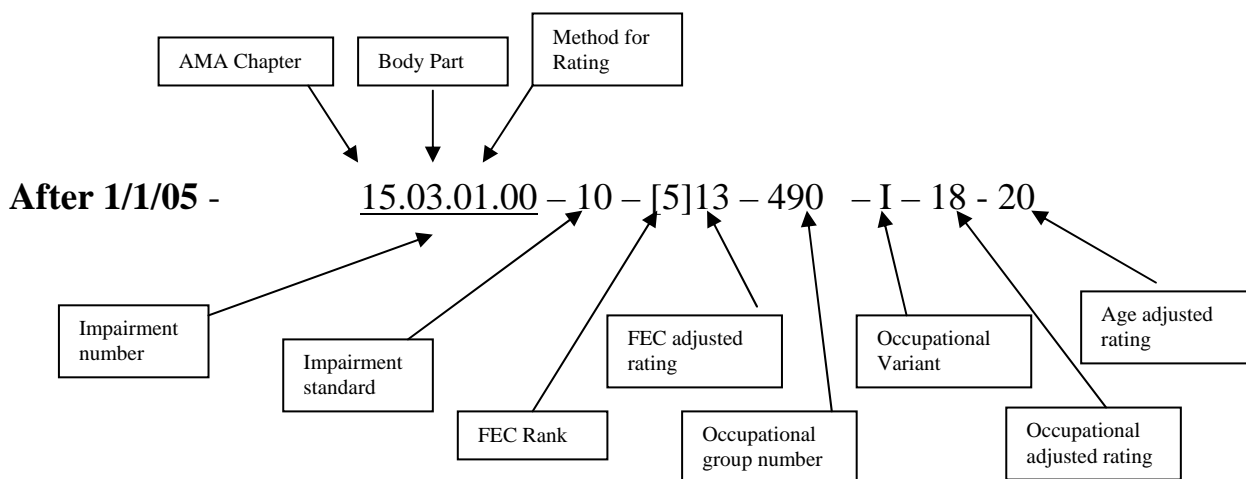 AMA Chapter
Body Part
Method for
Rating
After 1/1/05 - 15.03.01.00 – 10 – [5]13 – 490 – I – 18 - 20
Impairment
number
Impairment
standard
FEC Rank
FEC adjusted
rating
Occupational
group number
Occupational
Variant
Occupational
adjusted rating
Age adjusted
rating